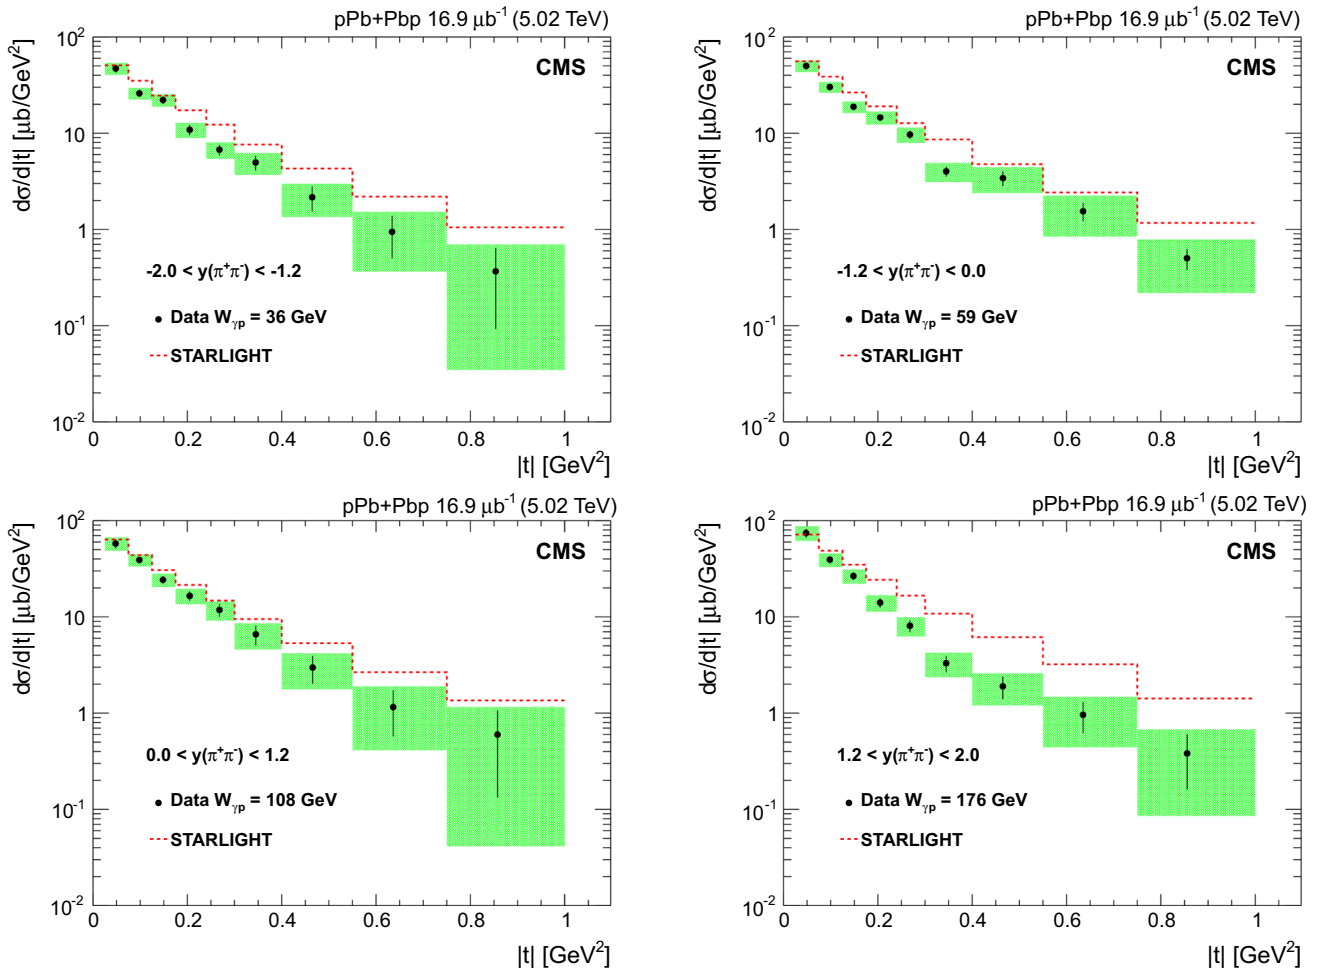 pPb+Pbp 16.9 μb⁻¹ (5.02 TeV)
dσ/d|t| [μb/GeV²]
CMS
10²
10
1
10⁻¹
10⁻²
-2.0 < y(π⁺π⁻) < -1.2
Data Wγp = 36 GeV
STARLIGHT
0 0.2 0.4 0.6 0.8 1
|t| [GeV²]
pPb+Pbp 16.9 μb⁻¹ (5.02 TeV)
dσ/d|t| [μb/GeV²]
CMS
10²
10
1
10⁻¹
10⁻²
-1.2 < y(π⁺π⁻) < 0.0
Data Wγp = 59 GeV
STARLIGHT
0 0.2 0.4 0.6 0.8 1
|t| [GeV²]
pPb+Pbp 16.9 μb⁻¹ (5.02 TeV)
dσ/d|t| [μb/GeV²]
CMS
10²
10
1
10⁻¹
10⁻²
0.0 < y(π⁺π⁻) < 1.2
Data Wγp = 108 GeV
STARLIGHT
0 0.2 0.4 0.6 0.8 1
|t| [GeV²]
pPb+Pbp 16.9 μb⁻¹ (5.02 TeV)
dσ/d|t| [μb/GeV²]
CMS
10²
10
1
10⁻¹
10⁻²
1.2 < y(π⁺π⁻) < 2.0
Data Wγp = 176 GeV
STARLIGHT
0 0.2 0.4 0.6 0.8 1
|t| [GeV²]